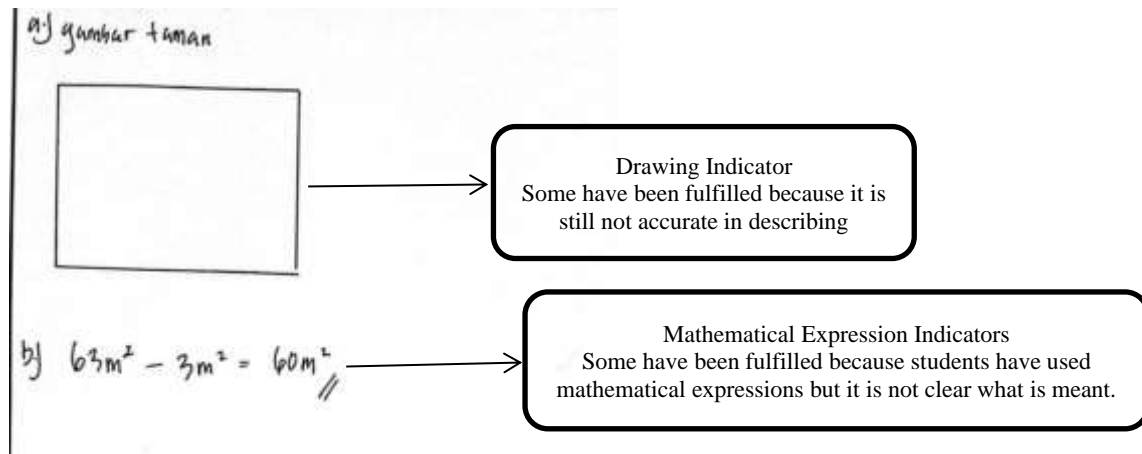 a.) gambar taman
Drawing Indicator
Some have been fulfilled because it is
still not accurate in describing
b) 63m² - 3m² = 60m²
Mathematical Expression Indicators
Some have been fulfilled because students have used
mathematical expressions but it is not clear what is meant.